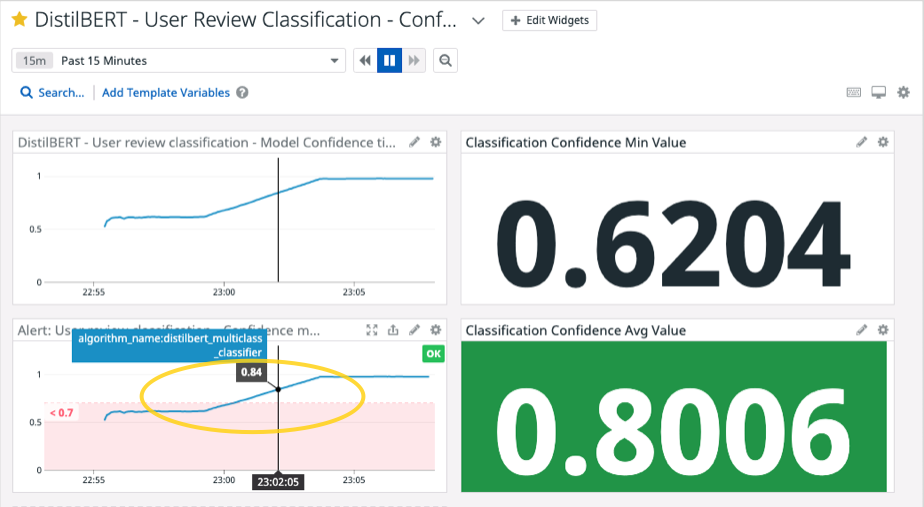 DistilBERT - User Review Classification - Conf...
+ Edit Widgets
15m Past 15 Minutes
Search... Add Template Variables ?
DistilBERT - User review classification - Model Confidence ti...
1
0.5
0
22:55 23:00 23:05
Classification Confidence Min Value
0.6204
Alert: User review classification - Confidence m...
algorithm_name:distilbert_multiclass
_classifier
OK
0.84
1
< 0.7
0.5
0
22:55 23:00 23:02:05 23:05
Classification Confidence Avg Value
0.8006